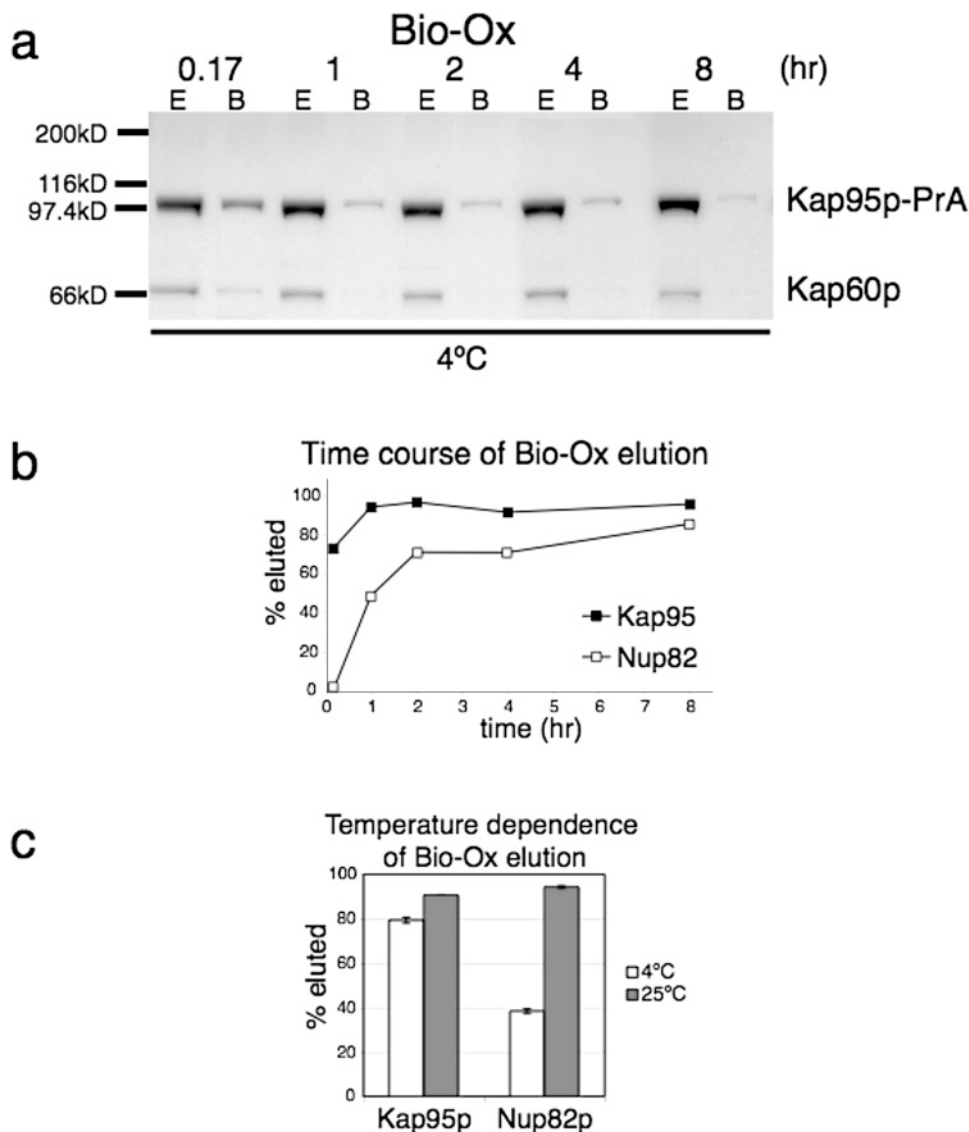 a
Bio-Ox
0.17 1 2 4 8 (hr)
E B E B E B E B E B
200kD
116kD
97.4kD
66kD
Kap95p-PrA
Kap60p
4ºC
b
Time course of Bio-Ox elution
100
80
60
40
20
0
% eluted
0 1 2 3 4 5 6 7 8
time (hr)
Kap95
Nup82
c
Temperature dependence
of Bio-Ox elution
100
80
60
40
20
0
% eluted
Kap95p Nup82p
4ºC
25ºC